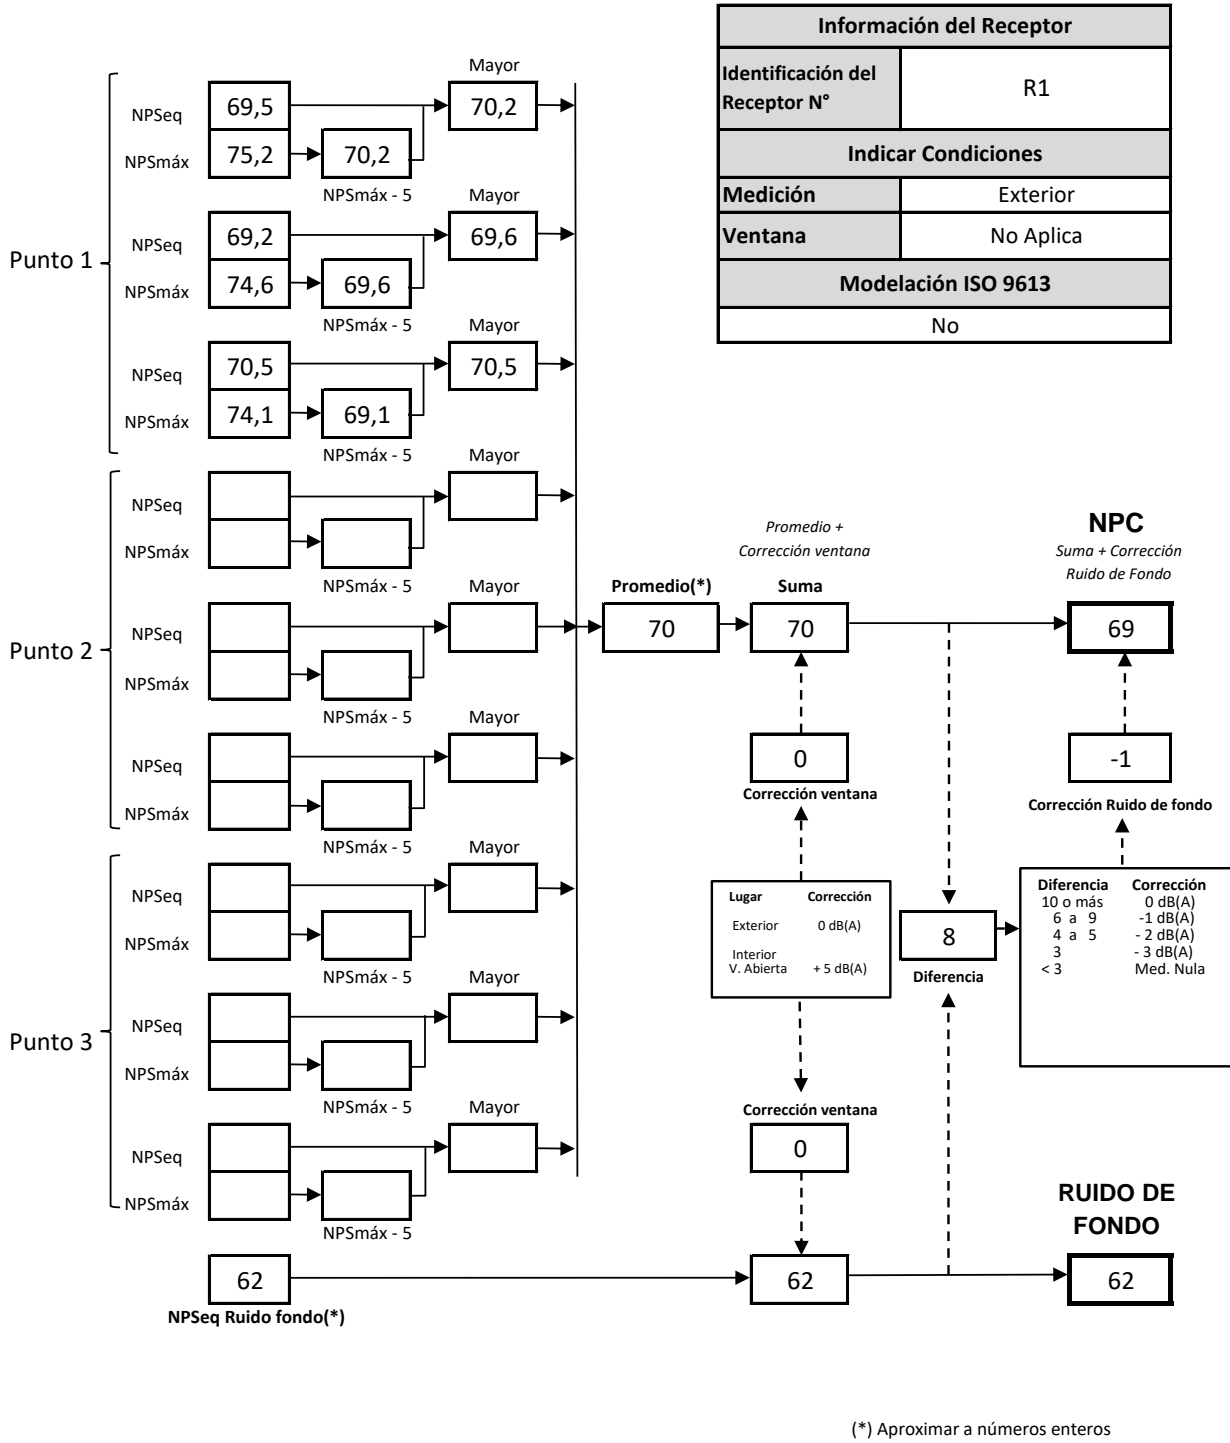 Información del Receptor
Identificación del
Receptor N°
R1
Indicar Condiciones
Medición
Exterior
Ventana
No Aplica
Modelación ISO 9613
No
Punto 1
Mayor
NPSeq
69,5
70,2
NPSmáx
75,2
70,2
NPSmáx - 5
Mayor
NPSeq
69,2
69,6
NPSmáx
74,6
69,6
NPSmáx - 5
Mayor
NPSeq
70,5
70,5
NPSmáx
74,1
69,1
NPSmáx - 5
Punto 2
Mayor
NPSeq
NPSmáx
NPSmáx - 5
Mayor
NPSeq
NPSmáx
NPSmáx - 5
Mayor
NPSeq
NPSmáx
NPSmáx - 5
Punto 3
Mayor
NPSeq
NPSmáx
NPSmáx - 5
Mayor
NPSeq
NPSmáx
NPSmáx - 5
Mayor
NPSeq
NPSmáx
NPSmáx - 5
Promedio(*)
70
Promedio +
Corrección ventana
Suma
70
NPC
Suma + Corrección
Ruido de Fondo
69
0
Corrección ventana
-1
Corrección Ruido de fondo
Lugar Corrección
Exterior 0 dB(A)
Interior
V. Abierta + 5 dB(A)
8
Diferencia
Diferencia Corrección
10 o más 0 dB(A)
6 a 9 -1 dB(A)
4 a 5 - 2 dB(A)
3 - 3 dB(A)
< 3 Med. Nula
Corrección ventana
0
RUIDO DE
FONDO
62
62
62
NPSeq Ruido fondo(*)
(*) Aproximar a números enteros